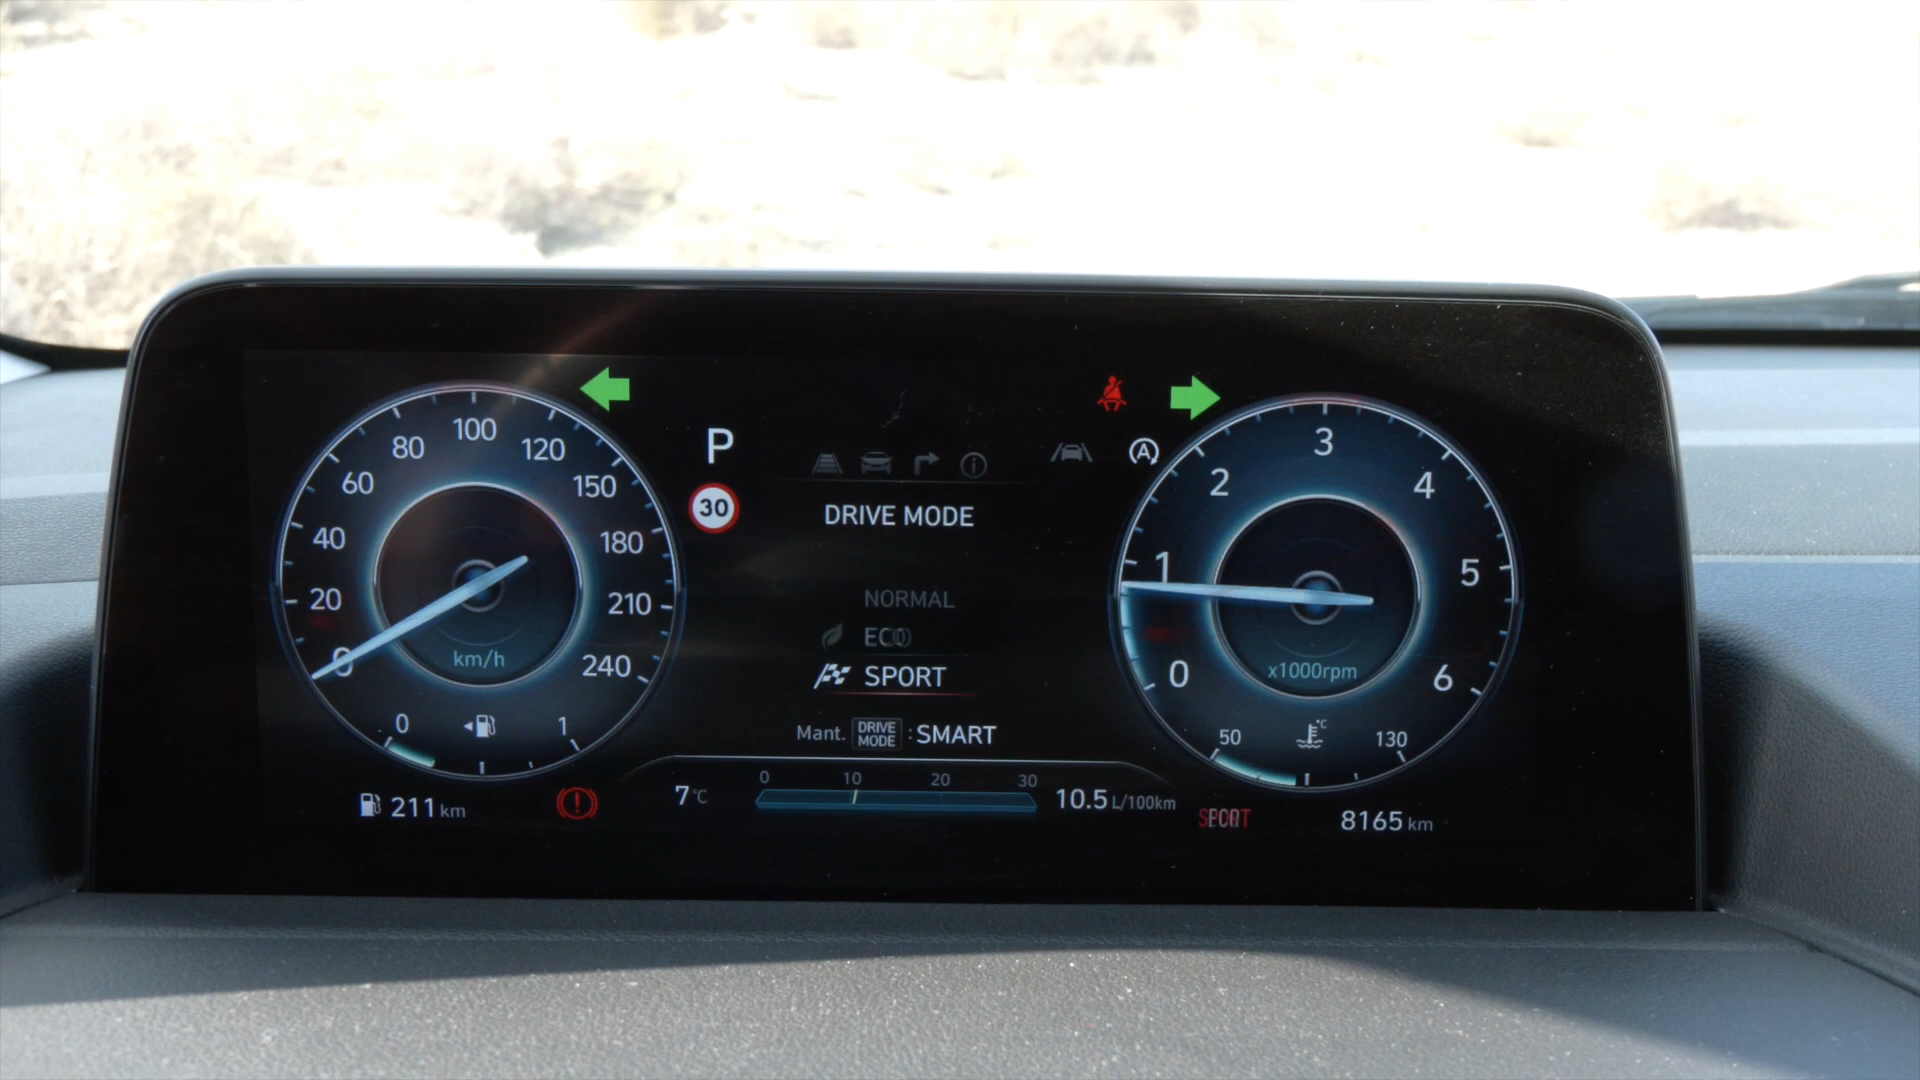 100
80
120
60
150
40
180
20
210
0
240
km/h
0
1
211 km
P
30
DRIVE MODE
NORMAL
ECO
SPORT
Mant. DRIVE MODE : SMART
0 10 20 30
7°C
10.5 L/100km
A
3
2
4
1
5
0
6
x1000rpm
°C
50
130
SPORT
8165 km